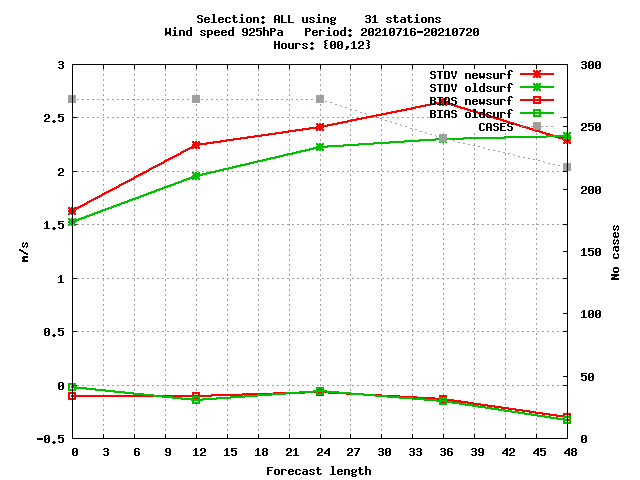 Selection: ALL using    31 stations
Wind speed 925hPa   Period: 20210716-20210720
Hours: {00,12}
3
2.5
2
1.5
1
0.5
0
-0.5
300
250
200
150
100
50
0
STDV newsurf
STDV oldsurf
BIAS newsurf
BIAS oldsurf
CASES
m/s
No cases
0 3 6 9 12 15 18 21 24 27 30 33 36 39 42 45 48
Forecast length